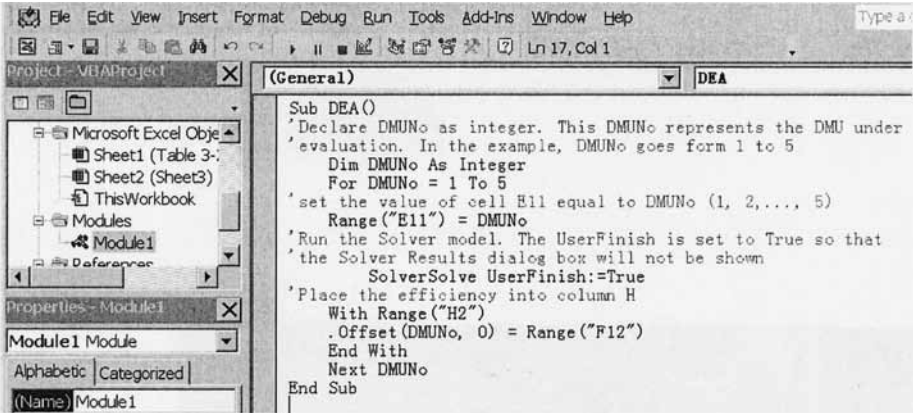 File Edit View Insert Format Debug Run Tools Add-Ins Window Help
Type a
Ln 17, Col 1
Project - VBAProject
Microsoft Excel Obje
Sheet1 (Table 3-
Sheet2 (Sheet3)
ThisWorkbook
Modules
Module1
References
Properties - Module1
Module1 Module
Alphabetic Categorized
(Name) Module1
(General) DEA
Sub DEA()
'Declare DMUNo as integer. This DMUNo represents the DMU under
'evaluation. In the example, DMUNo goes form 1 to 5
Dim DMUNo As Integer
For DMUNo = 1 To 5
'set the value of cell E11 equal to DMUNo (1, 2,..., 5)
Range("E11") = DMUNo
'Run the Solver model. The UserFinish is set to True so that
'the Solver Results dialog box will not be shown
SolverSolve UserFinish:=True
'Place the efficiency into column H
With Range("H2")
.Offset(DMUNo, 0) = Range("F12")
End With
Next DMUNo
End Sub